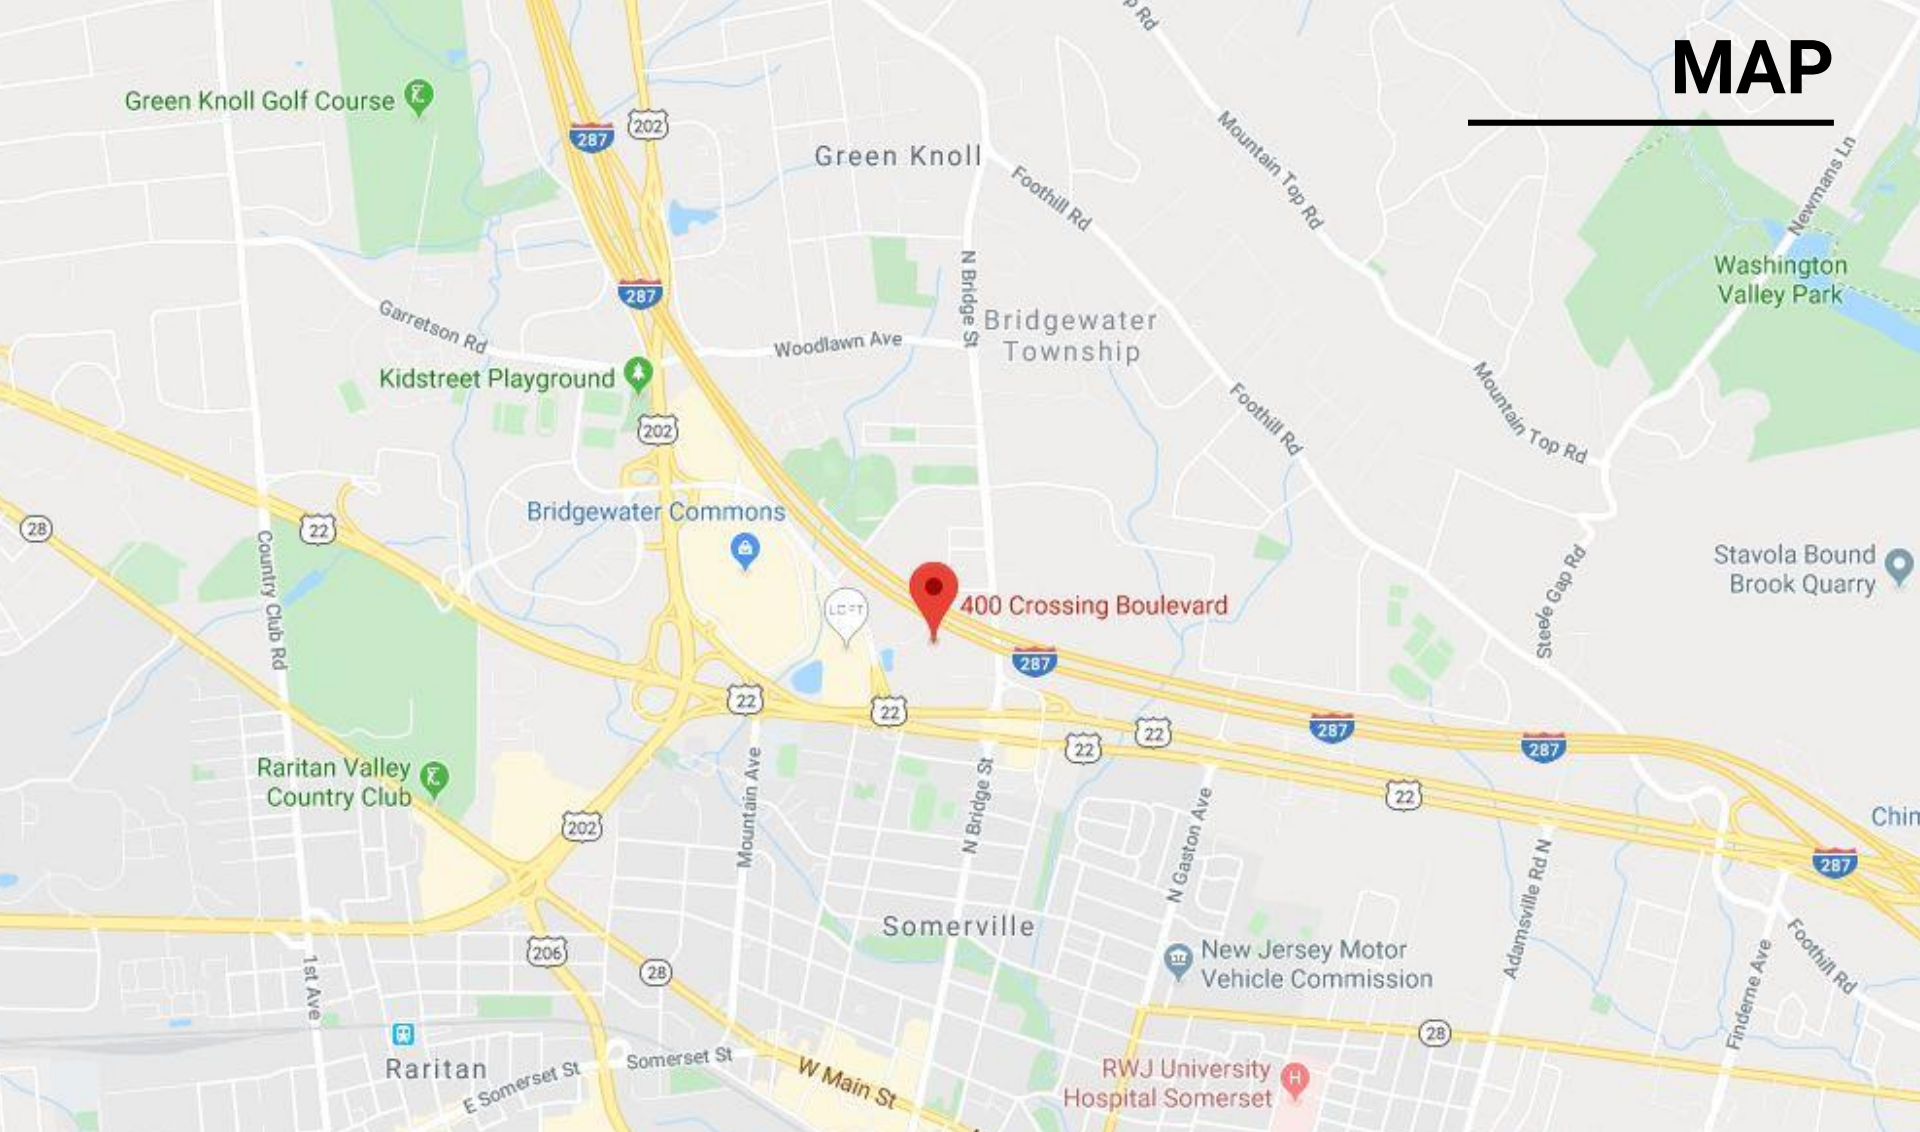 MAP
p Rd
Green Knoll Golf Course
287
202
Green Knoll
Mountain Top Rd
Foothill Rd
Newmans Ln
Washington
Valley Park
287
N Bridge St
Garretson Rd
Woodlawn Ave
Bridgewater
Township
Kidstreet Playground
202
Foothill Rd
Mountain Top Rd
Bridgewater Commons
28
22
Country Club Rd
LOFT
400 Crossing Boulevard
Steele Gap Rd
Stavola Bound
Brook Quarry
287
22
22
22
22
287
287
22
Raritan Valley
Country Club
202
Mountain Ave
N Bridge St
N Gaston Ave
Adamsville Rd N
Chim
287
Somerville
206
28
1st Ave
New Jersey Motor
Vehicle Commission
Finderne Ave
Foothill Rd
28
Raritan
E Somerset St
Somerset St
W Main St
RWJ University
Hospital Somerset